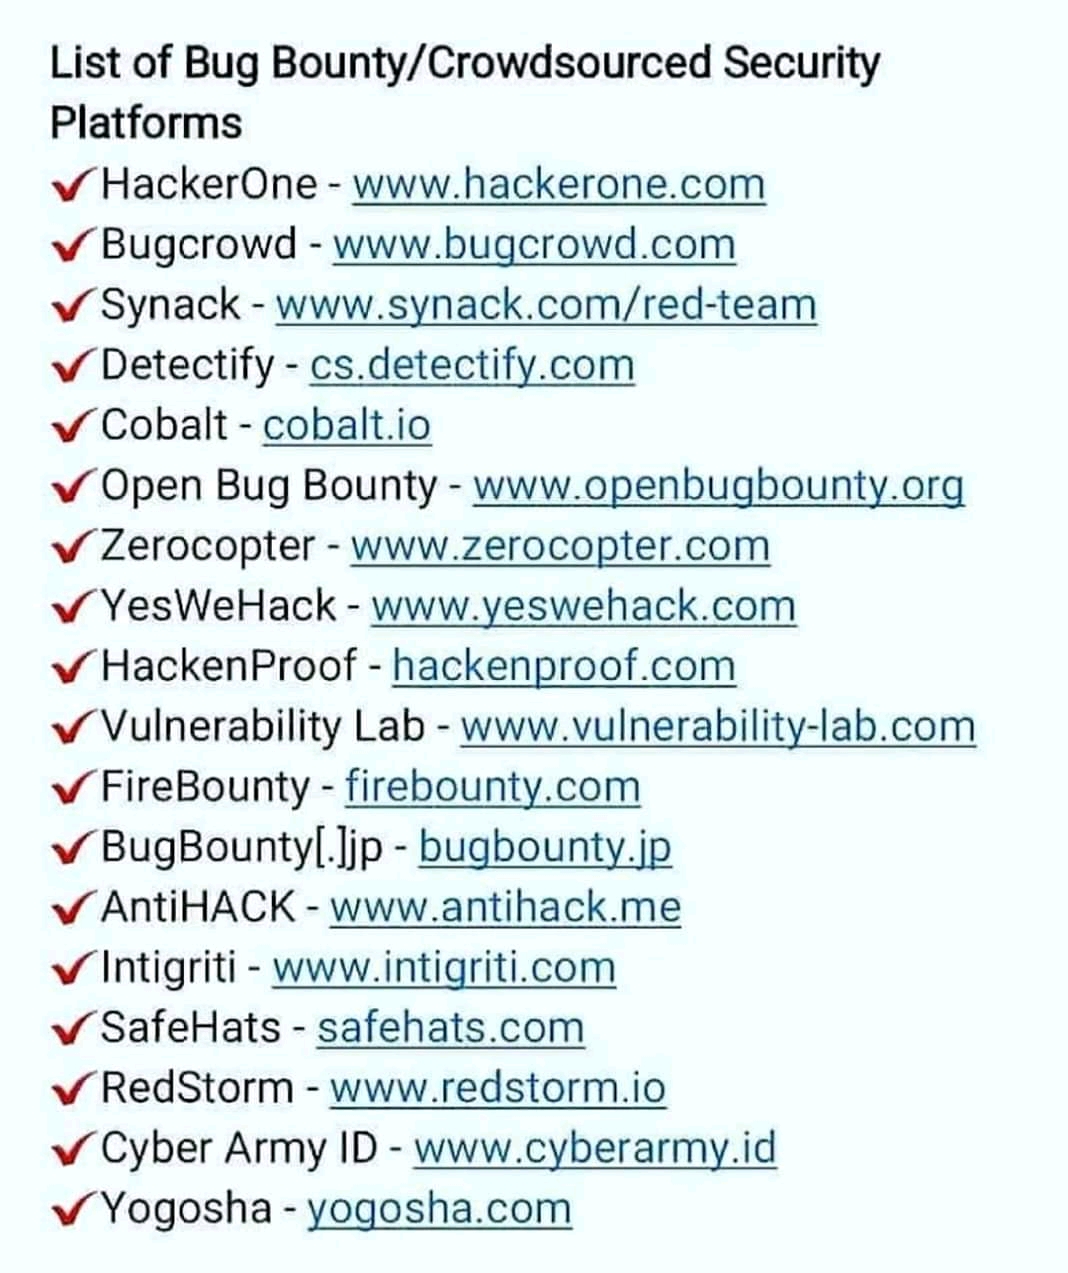 List of Bug Bounty/Crowdsourced Security
Platforms
✓HackerOne - www.hackerone.com
✓Bugcrowd - www.bugcrowd.com
✓Synack - www.synack.com/red-team
✓Detectify - cs.detectify.com
✓Cobalt - cobalt.io
✓Open Bug Bounty - www.openbugbounty.org
✓Zerocopter - www.zerocopter.com
✓YesWeHack - www.yeswehack.com
✓HackenProof - hackenproof.com
✓Vulnerability Lab - www.vulnerability-lab.com
✓FireBounty - firebounty.com
✓BugBounty[.]jp - bugbounty.jp
✓AntiHACK - www.antihack.me
✓Intigriti - www.intigriti.com
✓SafeHats - safehats.com
✓RedStorm - www.redstorm.io
✓Cyber Army ID - www.cyberarmy.id
✓Yogosha - yogosha.com